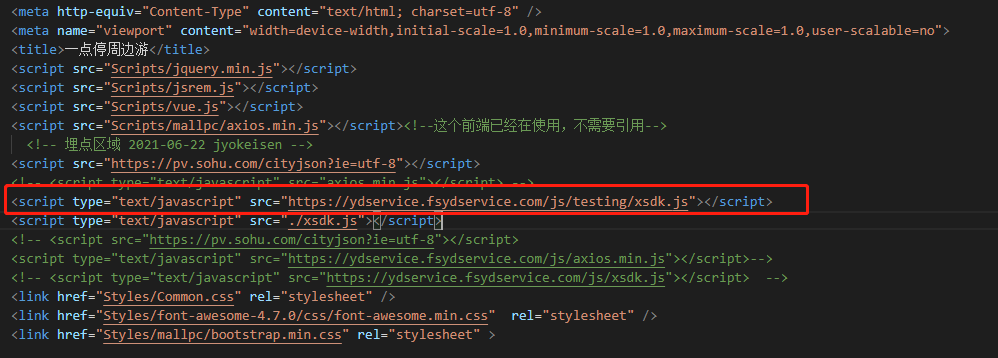 <meta http-equiv="Content-Type" content="text/html; charset=utf-8" />
<meta name="viewport" content="width=device-width,initial-scale=1.0,minimum-scale=1.0,maximum-scale=1.0,user-scalable=no">
<title>一点停周边游</title>
<script src="Scripts/jquery.min.js"></script>
<script src="Scripts/jsrem.js"></script>
<script src="Scripts/vue.js"></script>
<script src="Scripts/mallpc/axios.min.js"></script><!--这个前端已经在使用，不需要引用-->
<!-- 埋点区域 2021-06-22 jyokeisen -->
<script src="https://pv.sohu.com/cityjson?ie=utf-8"></script>
<!-- <script type="text/javascript" src="axios.min.js"></script> -->
<script type="text/javascript" src="https://ydservice.fsydservice.com/js/testing/xsdk.js"></script>
<script type="text/javascript" src="./xsdk.js"></script>
<!-- <script src="https://pv.sohu.com/cityjson?ie=utf-8"></script>
<script type="text/javascript" src="https://ydservice.fsydservice.com/js/axios.min.js"></script>-->
<!-- <script type="text/javascript" src="https://ydservice.fsydservice.com/js/xsdk.js"></script>  -->
<link href="Styles/Common.css" rel="stylesheet" />
<link href="Styles/font-awesome-4.7.0/css/font-awesome.min.css"  rel="stylesheet" />
<link href="Styles/mallpc/bootstrap.min.css" rel="stylesheet" >